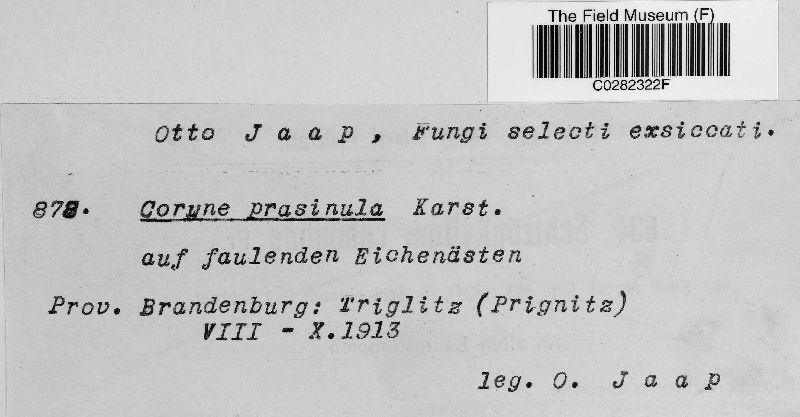 The Field Museum (F)
C0282322F
Otto Jaap, Fungi selecti exsiccati.
878. Coryne prasinula Karst.
auf faulenden Eichenästen
Prov. Brandenburg: Triglitz (Prignitz)
VIII - X.1913
leg. O. Jaap